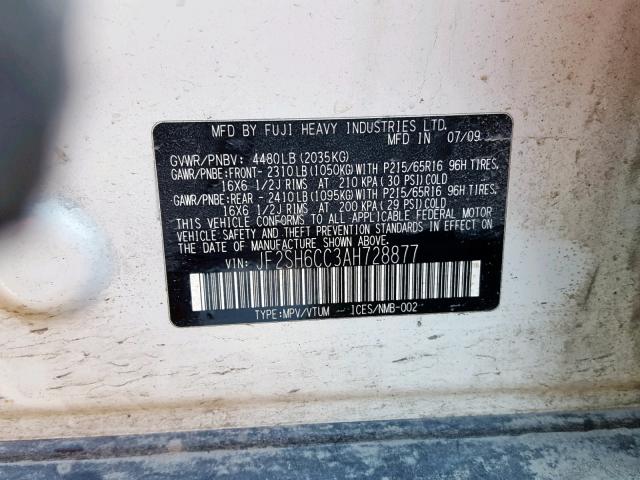 MFD BY FUJI HEAVY INDUSTRIES LTD.
MFD IN 07/09
GVWR/PNBV: 4480LB (2035KG)
GAWR/PNBE:FRONT- 2310LB(1050KG)WITH P215/65R16 96H TIRES,
16X6 1/2J RIMS AT 210 KPA(30 PSI)COLD
GAWR/PNBE:REAR - 2410LB(1095KG)WITH P215/65R16 96H TIRES,
16X6 1/2J RIMS AT 200 KPA(29 PSI)COLD
THIS VEHICLE CONFORMS TO ALL APPLICABLE FEDERAL MOTOR
VEHICLE SAFETY AND THEFT PREVENTION STANDARDS IN
EFFECT ON THE DATE OF MANUFACTURE SHOWN ABOVE.
VIN: JF2SH6CC3AH728877
TYPE:MPV/VTUM - ICES/NMB-002